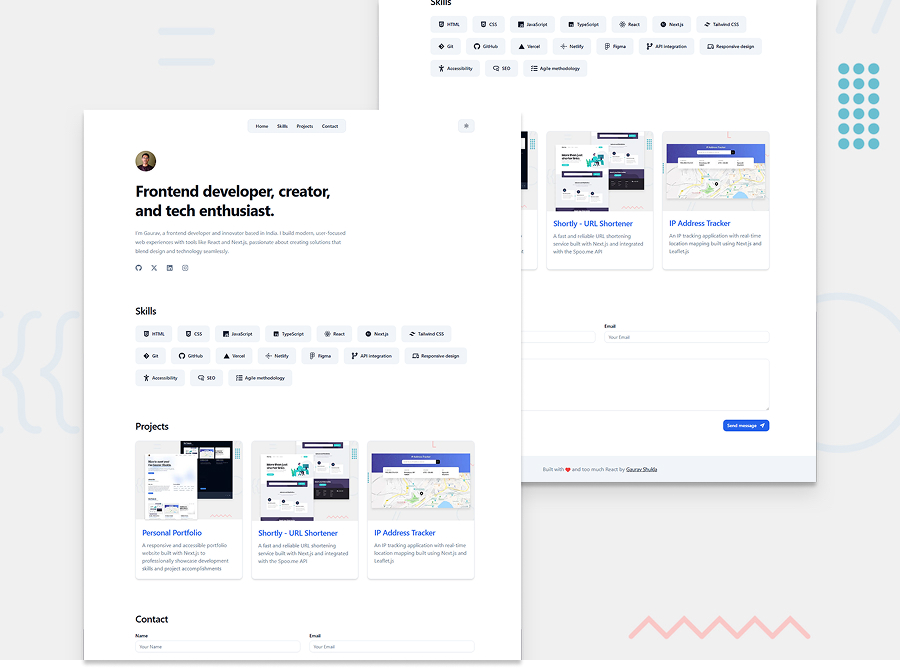 Home Skills Projects Contact
Frontend developer, creator,
and tech enthusiast.
I'm Gaurav, a frontend developer and innovator based in India. I build modern, user-focused
web experiences with tools like React and Next.js, passionate about creating solutions that
blend design and technology seamlessly.
Skills
HTML CSS JavaScript TypeScript React Next.js Tailwind CSS
Git GitHub Vercel Netlify Figma API integration Responsive design
Accessibility SEO Agile methodology
Projects
Personal Portfolio
A responsive and accessible portfolio
website built with Next.js to
professionally showcase development
skills and project accomplishments
Shortly - URL Shortener
A fast and reliable URL shortening
service built with Next.js and integrated
with the Spoo.me API
IP Address Tracker
An IP tracking application with real-time
location mapping built using Next.js and
Leaflet.js
Contact
Name Email
Your Name Your Email
Skills
HTML CSS JavaScript TypeScript React Next.js Tailwind CSS
Git GitHub Vercel Netlify Figma API integration Responsive design
Accessibility SEO Agile methodology
More than just
shorter links
IP Address Tracker
Shortly - URL Shortener
A fast and reliable URL shortening
service built with Next.js and integrated
with the Spoo.me API
IP Address Tracker
An IP tracking application with real-time
location mapping built using Next.js and
Leaflet.js
Email
Your Email
Send message
Built with ❤️ and too much React by Gaurav Shukla